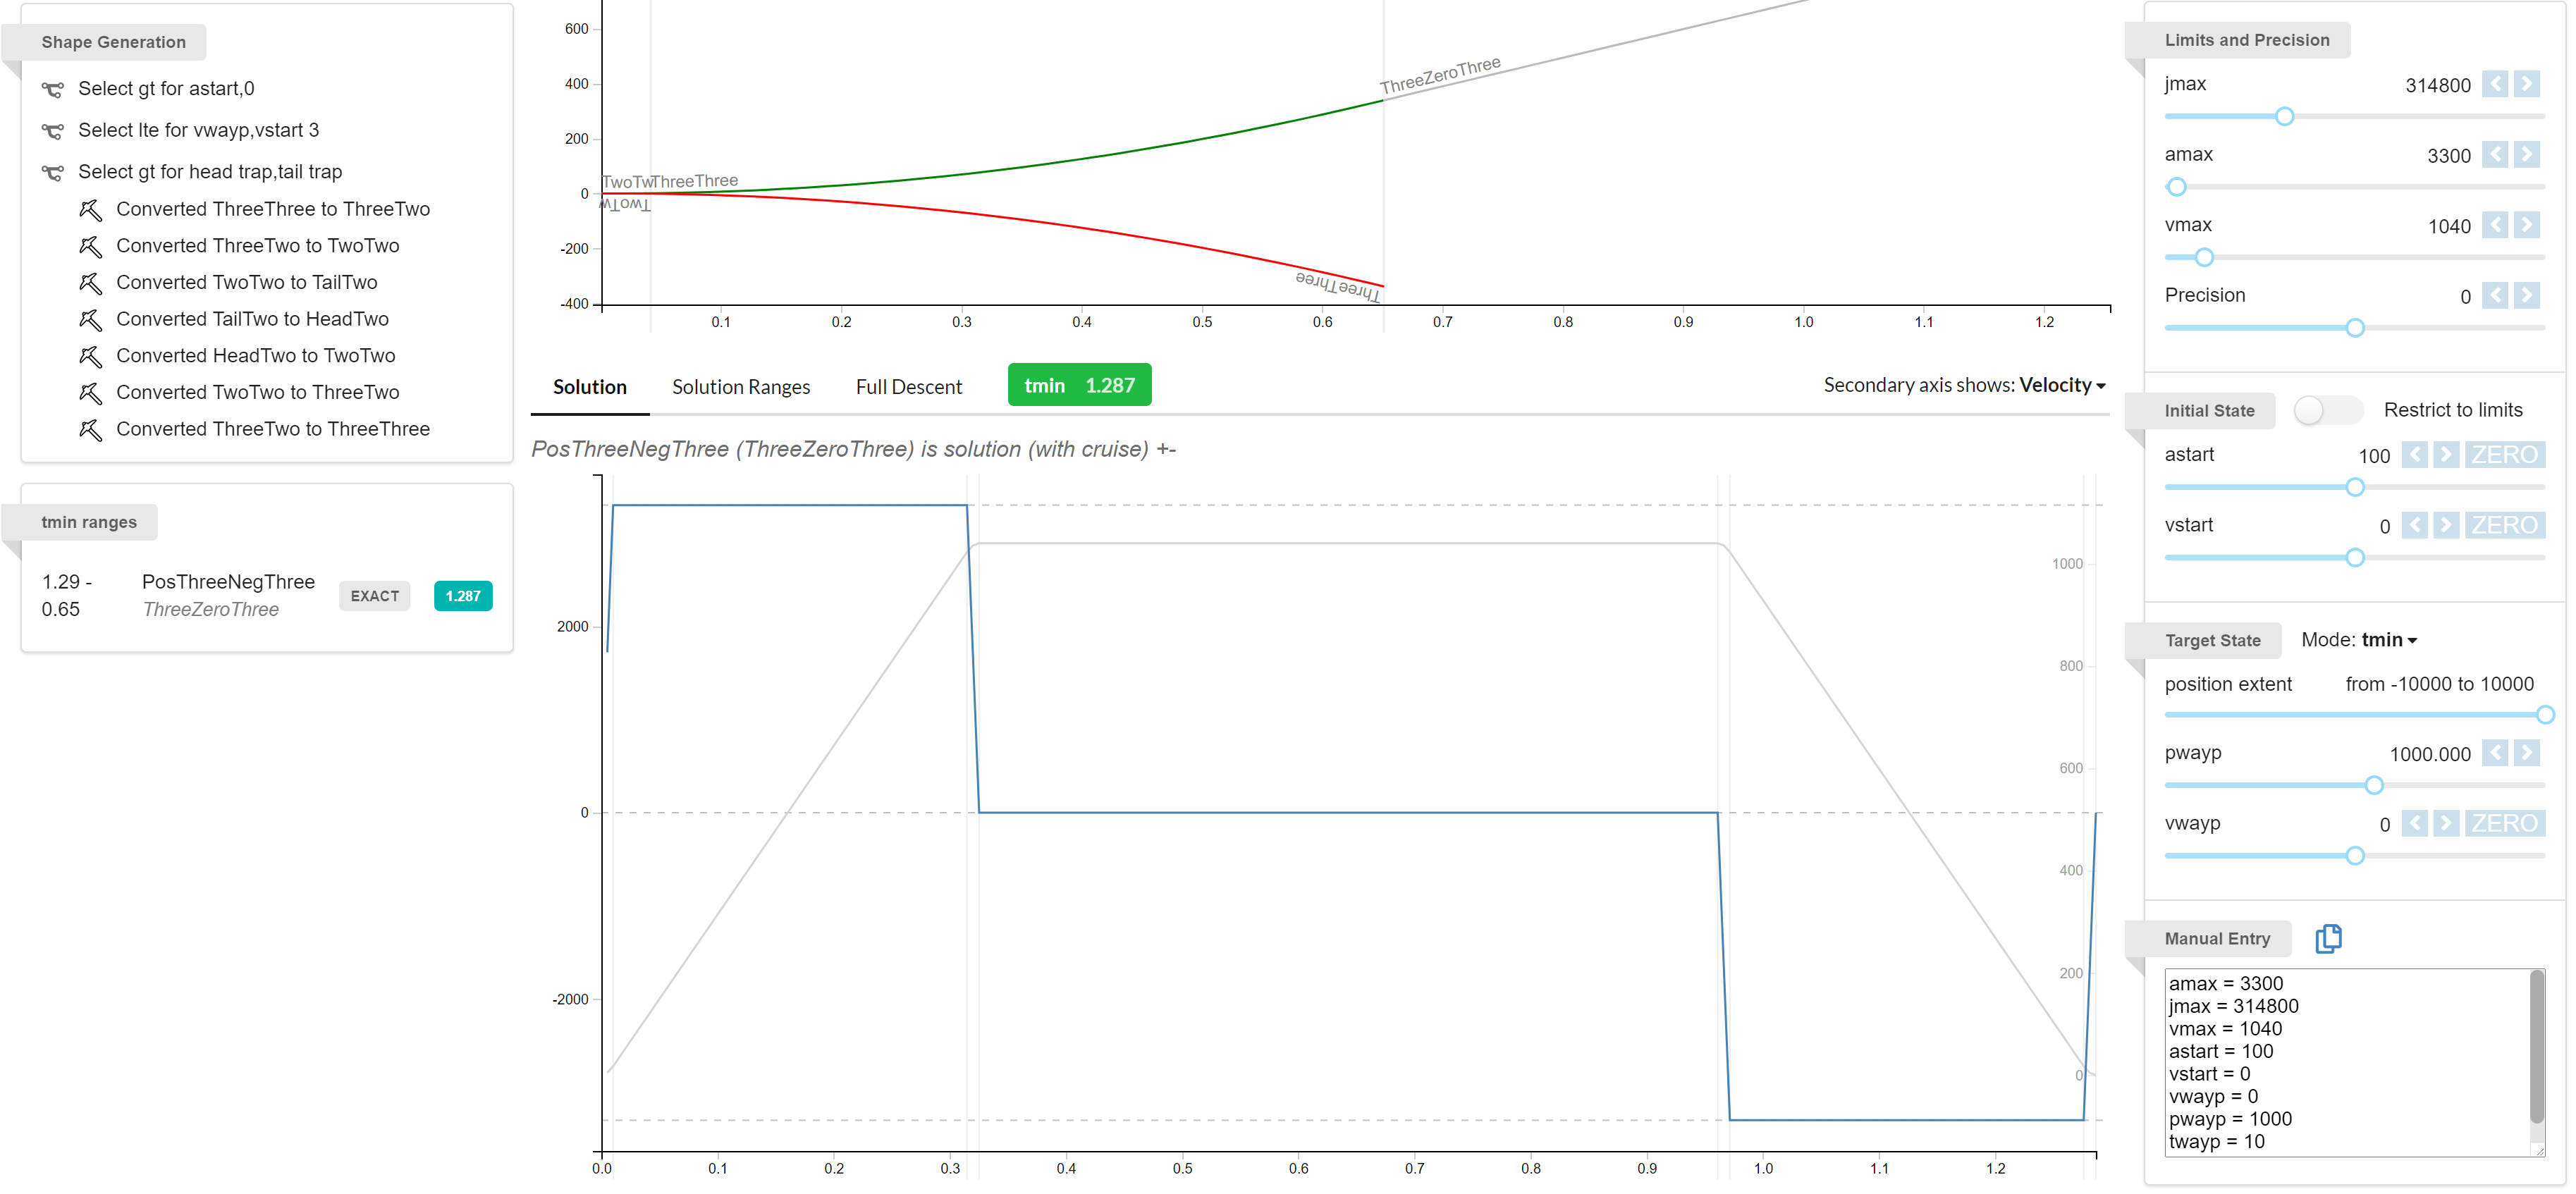 Shape Generation
Select gt for astart,0
Select lte for vwayp,vstart 3
Select gt for head trap,tail trap
Converted ThreeThree to ThreeTwo
Converted ThreeTwo to TwoTwo
Converted TwoTwo to TailTwo
Converted TailTwo to HeadTwo
Converted HeadTwo to TwoTwo
Converted TwoTwo to ThreeTwo
Converted ThreeTwo to ThreeThree
tmin ranges
1.29 -
0.65
PosThreeNegThree
ThreeZeroThree
EXACT
1.287
600
400
200
0
-200
-400
TwoTw
ThreeThree
TwoTw
ThreeThree
ThreeZeroThree
0.1 0.2 0.3 0.4 0.5 0.6 0.7 0.8 0.9 1.0 1.1 1.2
Solution Solution Ranges Full Descent tmin 1.287
Secondary axis shows: Velocity
PosThreeNegThree (ThreeZeroThree) is solution (with cruise) +-
2000
0
-2000
1000
800
600
400
200
0
0.0 0.1 0.2 0.3 0.4 0.5 0.6 0.7 0.8 0.9 1.0 1.1 1.2
Limits and Precision
jmax 314800
amax 3300
vmax 1040
Precision 0
Initial State Restrict to limits
astart 100 ZERO
vstart 0 ZERO
Target State Mode: tmin
position extent from -10000 to 10000
pwayp 1000.000
vwayp 0 ZERO
Manual Entry
amax = 3300
jmax = 314800
vmax = 1040
astart = 100
vstart = 0
vwayp = 0
pwayp = 1000
twayp = 10